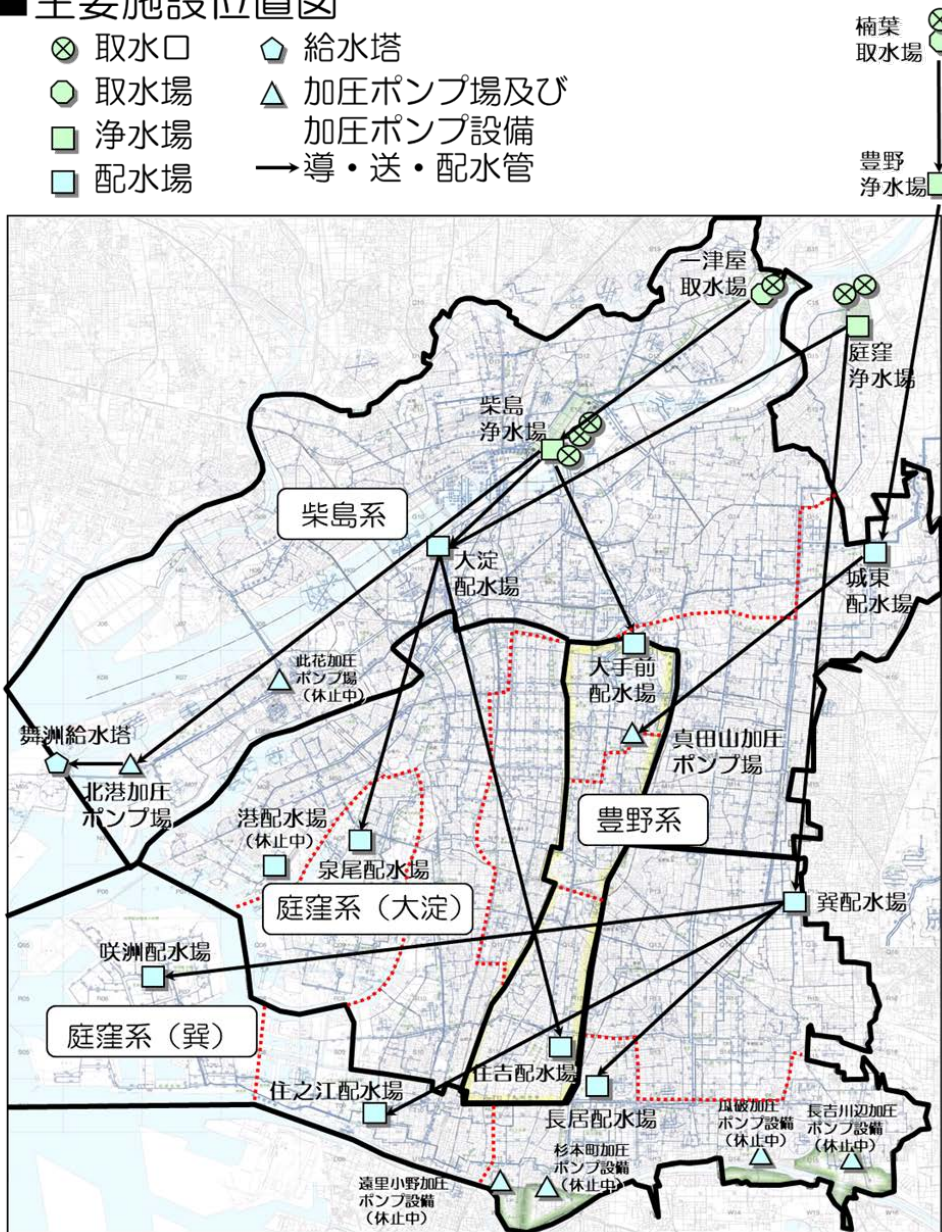 ■主要施設位置図
取水口
給水塔
取水場
加圧ポンプ場及び
加圧ポンプ設備
浄水場
配水場
導・送・配水管
楠葉
取水場
豊野
浄水場
一津屋
取水場
庭窪
浄水場
柴島
浄水場
柴島系
大淀
配水場
城東
配水場
大手前
配水場
此花加圧
ポンプ場
(休止中)
真田山加圧
ポンプ場
舞洲給水塔
北港加圧
ポンプ場
豊野系
港配水場
(休止中)
泉尾配水場
庭窪系（大淀）
巽配水場
咲洲配水場
庭窪系（巽）
住吉配水場
住之江配水場
長居配水場
瓜破加圧
ポンプ設備
(休止中)
長吉川辺加圧
ポンプ設備
(休止中)
杉本町加圧
ポンプ設備
(休止中)
遠里小野加圧
ポンプ設備
(休止中)